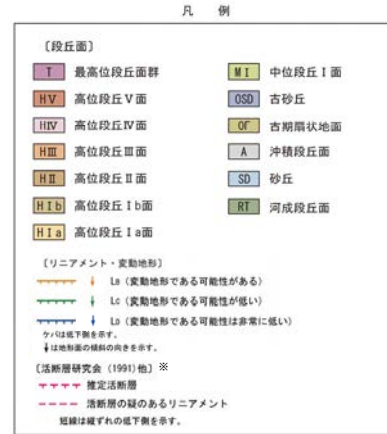 凡 例
〔段丘面〕
T 最高位段丘面群
HⅤ 高位段丘Ⅴ面
HⅣ 高位段丘Ⅳ面
HⅢ 高位段丘Ⅲ面
HⅡ 高位段丘Ⅱ面
HⅠb 高位段丘Ⅰb面
HⅠa 高位段丘Ⅰa面
MⅠ 中位段丘Ⅰ面
OSD 古砂丘
Of 古期扇状地面
A 沖積段丘面
SD 砂丘
RT 河成段丘面
〔リニアメント・変動地形〕
LB (変動地形である可能性がある)
LC (変動地形である可能性が低い)
LD (変動地形である可能性は非常に低い)
ケバは低下側を示す。
↓は地形面の傾斜の向きを示す。
〔活断層研究会(1991)他〕※
推定活断層
活断層の疑のあるリニアメント
短線は縦ずれの低下側を示す。